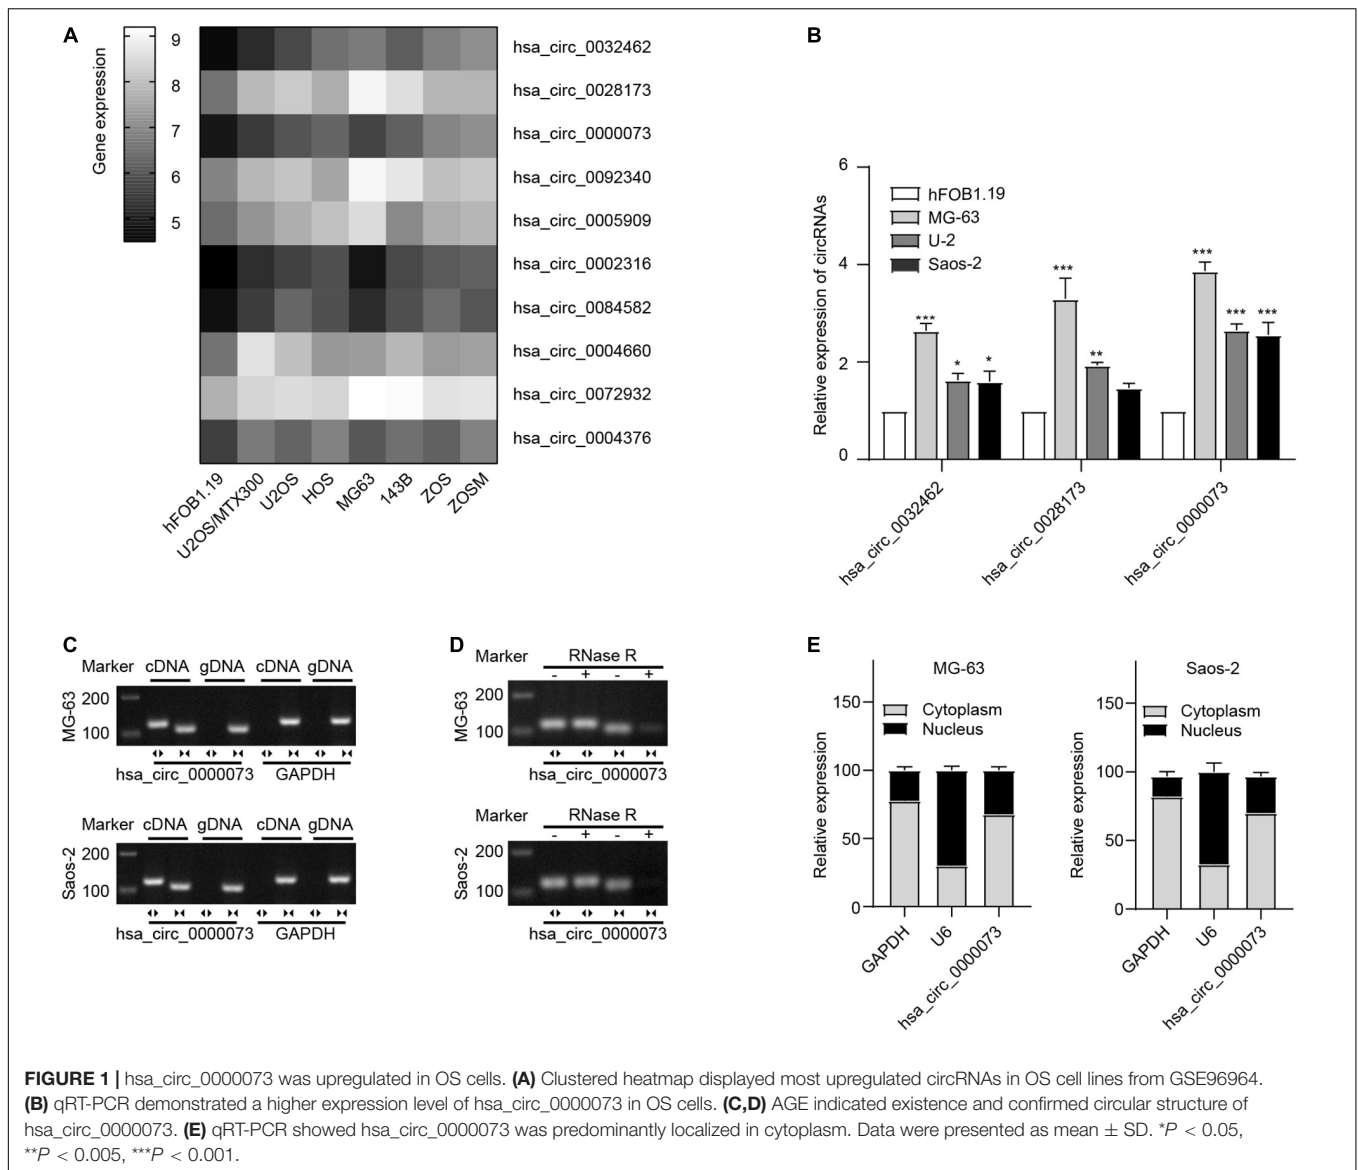 A
Gene expression
9
8
7
6
5
hsa_circ_0032462
hsa_circ_0028173
hsa_circ_0000073
hsa_circ_0092340
hsa_circ_0005909
hsa_circ_0002316
hsa_circ_0084582
hsa_circ_0004660
hsa_circ_0072932
hsa_circ_0004376
hFOB1.19
U2OS/MTX300
U2OS
HOS
MG63
143B
ZOS
ZOSM
B
Relative expression of circRNAs
6
4
2
0
hFOB1.19
MG-63
U-2
Saos-2
*** * *
*** **
*** *** ***
hsa_circ_0032462
hsa_circ_0028173
hsa_circ_0000073
C
Marker cDNA gDNA cDNA gDNA
MG-63
200
100
hsa_circ_0000073 GAPDH
Marker cDNA gDNA cDNA gDNA
Saos-2
200
100
hsa_circ_0000073 GAPDH
D
Marker RNase R
- + - +
MG-63
200
100
hsa_circ_0000073
Marker RNase R
- + - +
Saos-2
200
100
hsa_circ_0000073
E
MG-63
Relative expression
150
100
50
0
Cytoplasm
Nucleus
GAPDH
U6
hsa_circ_0000073
Saos-2
Relative expression
150
100
50
0
Cytoplasm
Nucleus
GAPDH
U6
hsa_circ_0000073
FIGURE 1 | hsa_circ_0000073 was upregulated in OS cells. (A) Clustered heatmap displayed most upregulated circRNAs in OS cell lines from GSE96964.
(B) qRT-PCR demonstrated a higher expression level of hsa_circ_0000073 in OS cells. (C,D) AGE indicated existence and confirmed circular structure of
hsa_circ_0000073. (E) qRT-PCR showed hsa_circ_0000073 was predominantly localized in cytoplasm. Data were presented as mean ± SD. *P < 0.05,
**P < 0.005, ***P < 0.001.